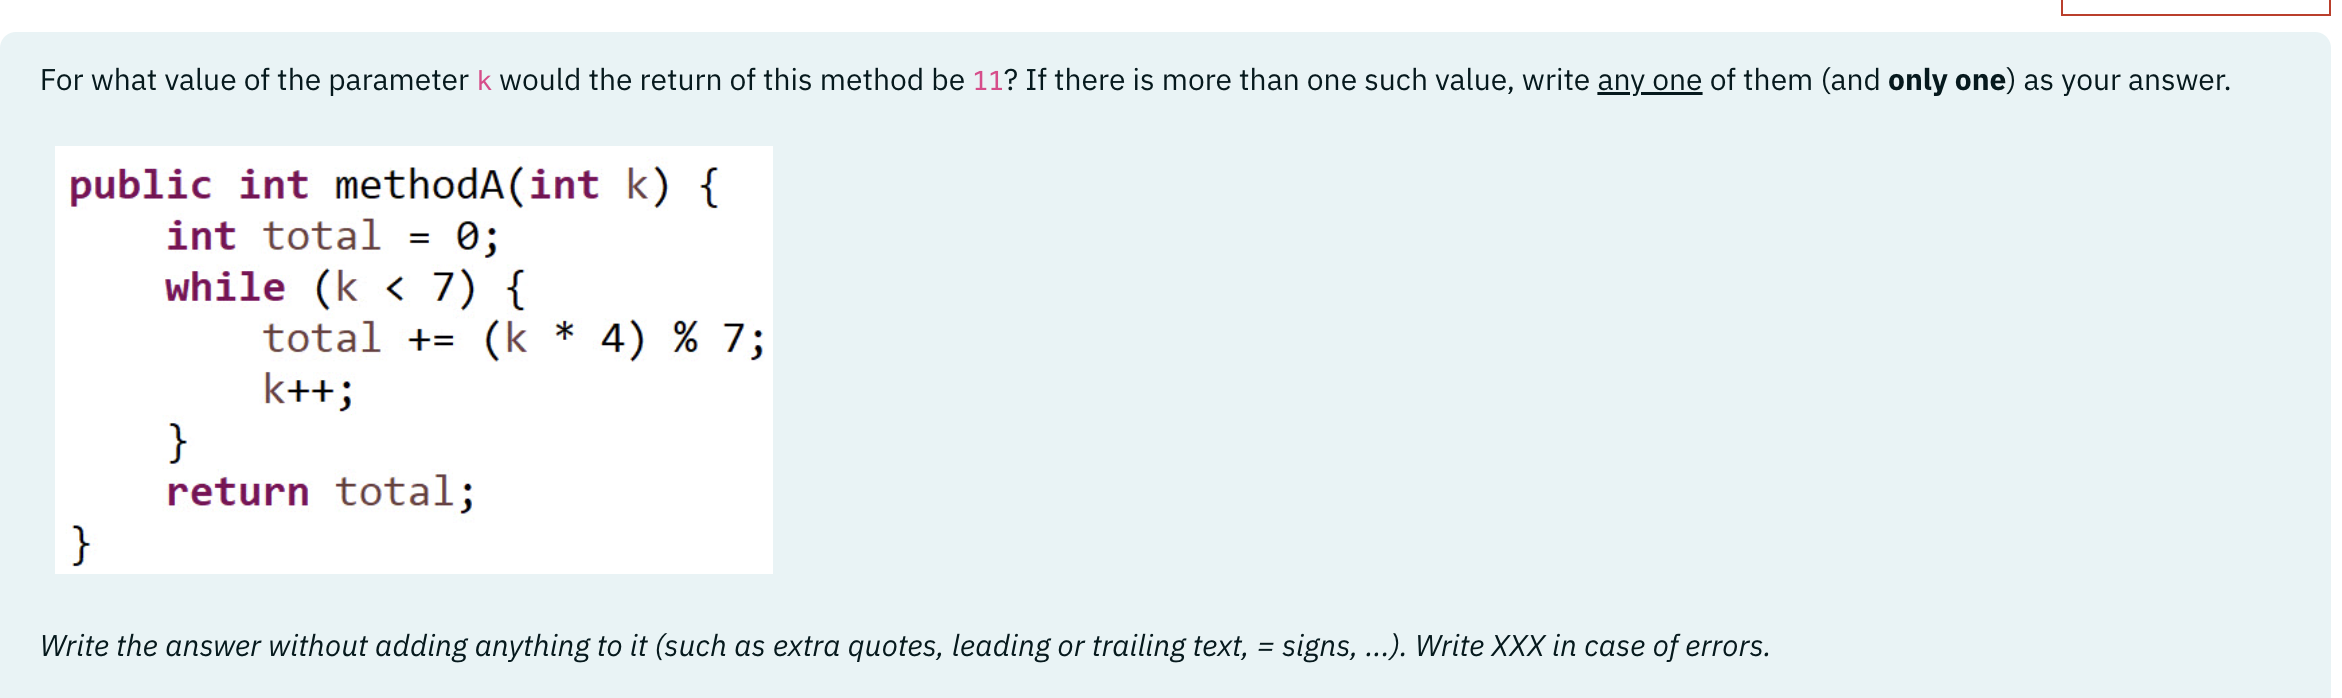 For what value of the parameter k would the return of this method be 11? If there is more than one such value, write any one of them (and only one) as your answer.
public int methodA(int k) {
    int total = 0;
    while (k < 7) {
        total += (k * 4) % 7;
        k++;
    }
    return total;
}
Write the answer without adding anything to it (such as extra quotes, leading or trailing text, = signs, ...). Write XXX in case of errors.